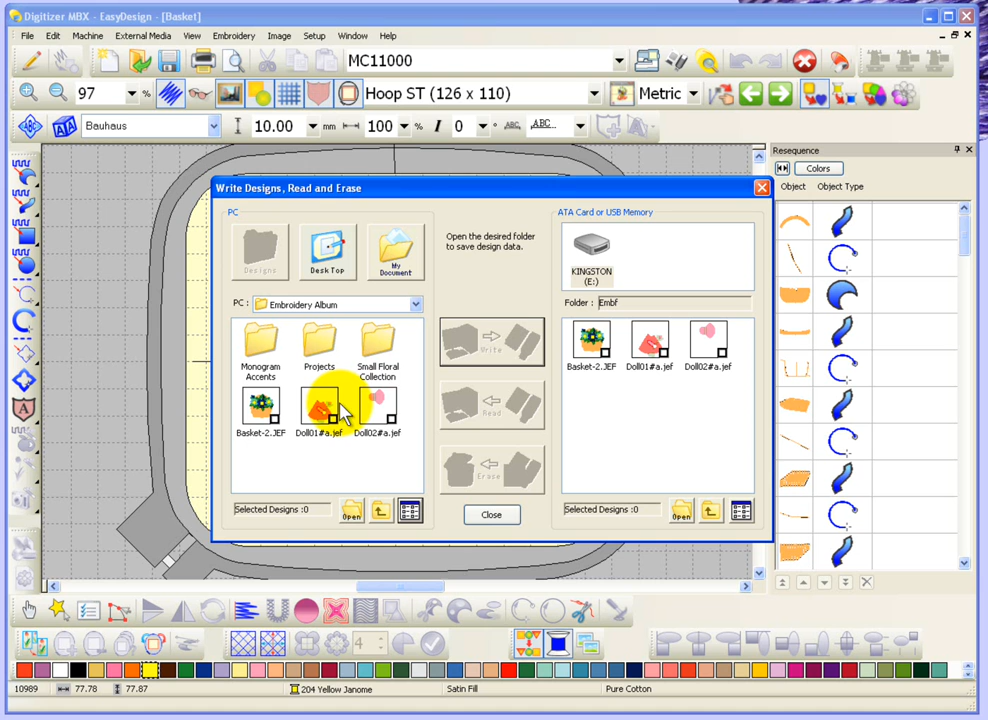 Digitizer MBX - EasyDesign - [Basket]
File Edit Machine External Media View Embroidery Image Setup Window Help
MC11000
97 % Hoop ST (126 x 110) Metric
ABC Bauhaus 10.00 mm 100 % I 0 ° ABC ABC A
Resequence
Colors
Object Object Type
Write Designs, Read and Erase
PC
Designs
DeskTop
My
Document
PC : Embroidery Album
Monogram
Accents
Projects
Small Floral
Collection
Basket-2.JEF Doll01#a.jef Doll02#a.jef
Selected Designs :0
Open
Open the desired folder
to save design data.
Write
Read
Erase
Close
ATA Card or USB Memory
KINGSTON
(E:)
Folder : Embf
Basket-2.JEF Doll01#a.jef Doll02#a.jef
Selected Designs :0
Open
4
10989 77.78 77.87 204 Yellow Janome Satin Fill Pure Cotton